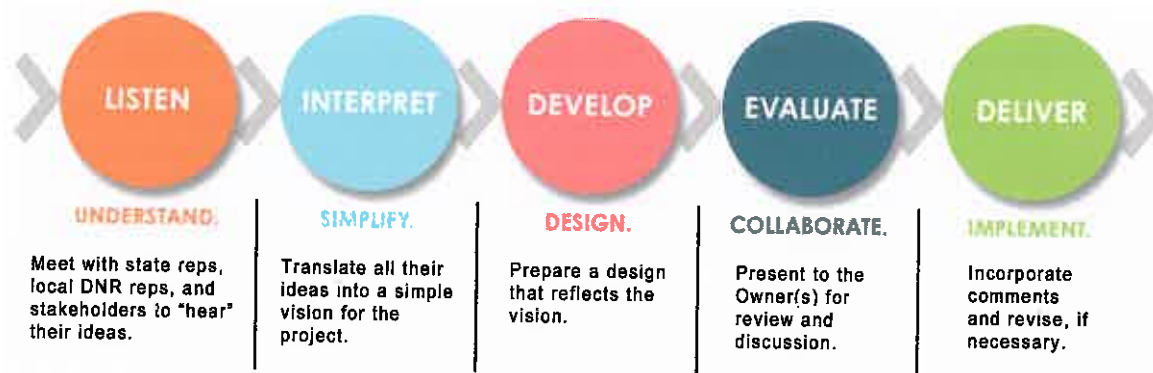 LISTEN
INTERPRET
DEVELOP
EVALUATE
DELIVER
UNDERSTAND.
Meet with state reps,
local DNR reps, and
stakeholders to "hear"
their ideas.
SIMPLIFY.
Translate all their
ideas into a simple
vision for the
project.
DESIGN.
Prepare a design
that reflects the
vision.
COLLABORATE.
Present to the
Owner(s) for
review and
discussion.
IMPLEMENT.
Incorporate
comments
and revise, if
necessary.